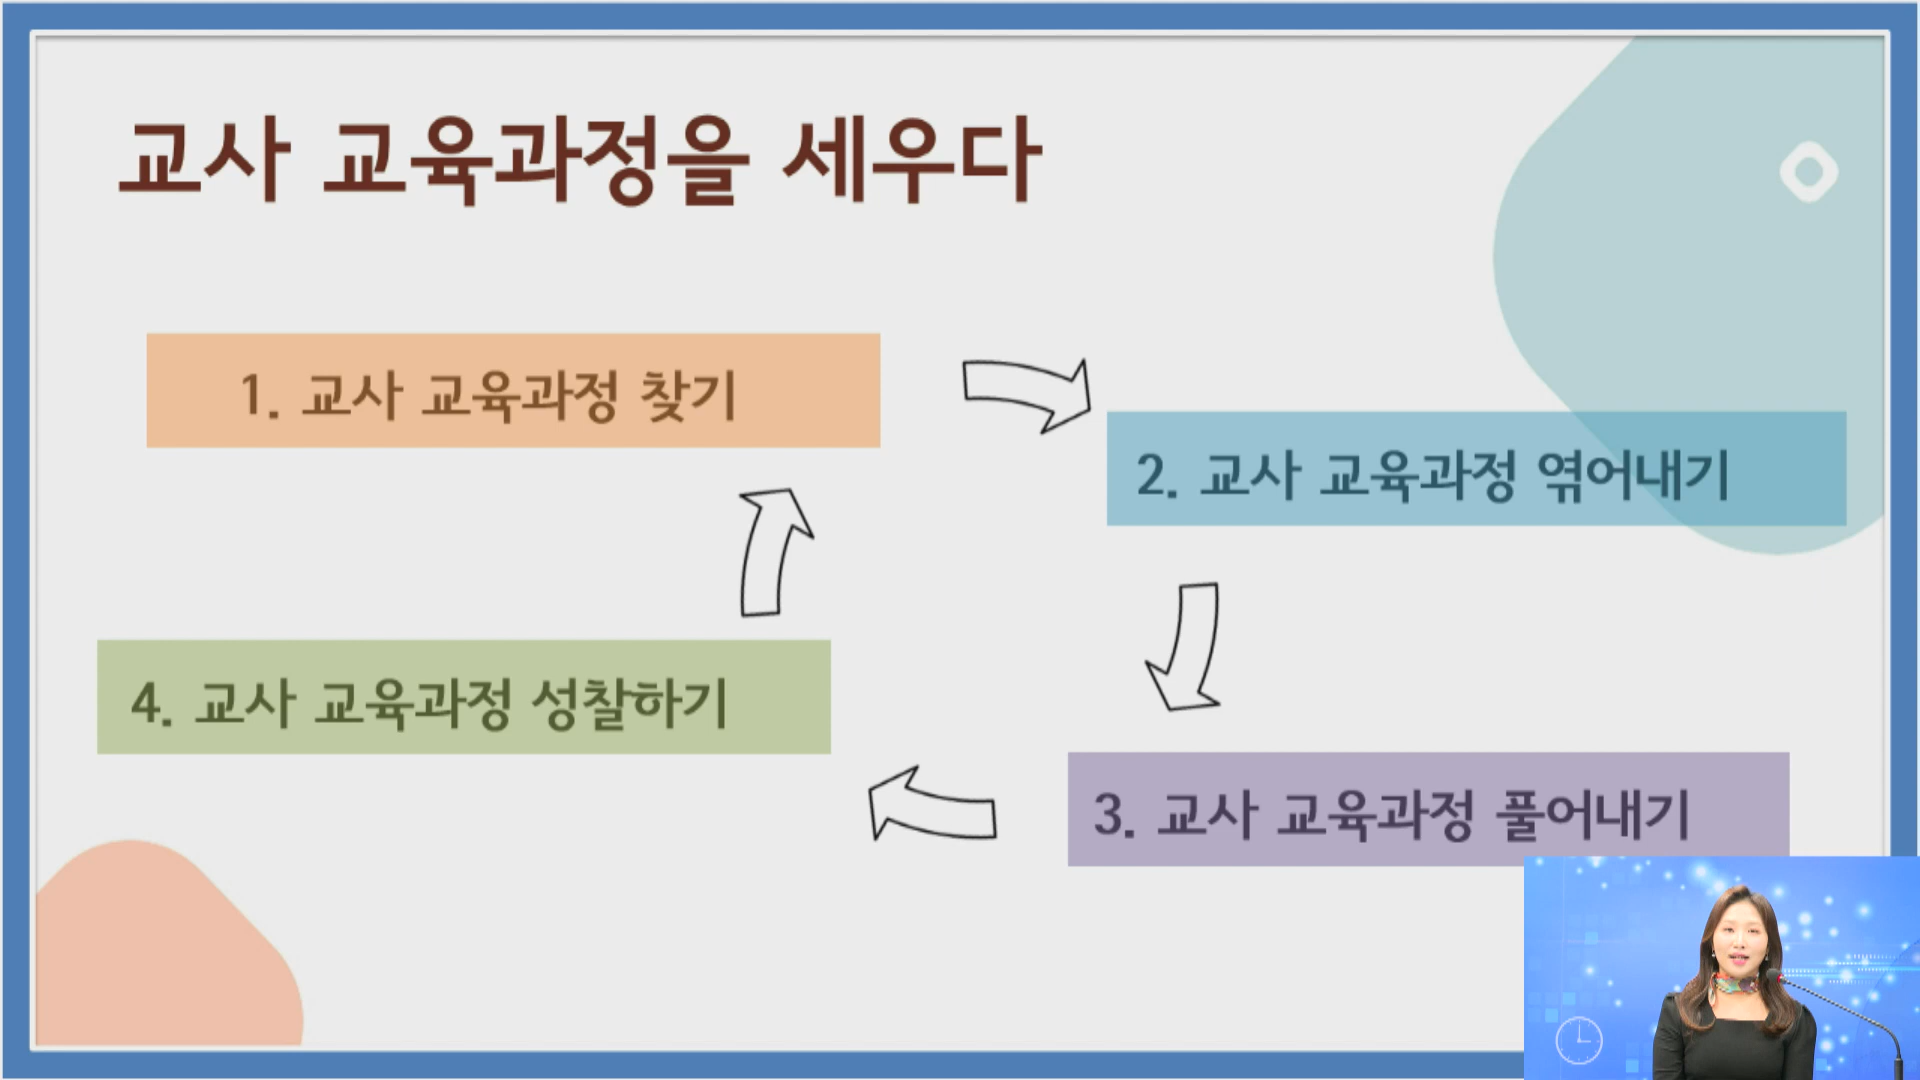 교사 교육과정을 세우다
1. 교사 교육과정 찾기
2. 교사 교육과정 엮어내기
3. 교사 교육과정 풀어내기
4. 교사 교육과정 성찰하기